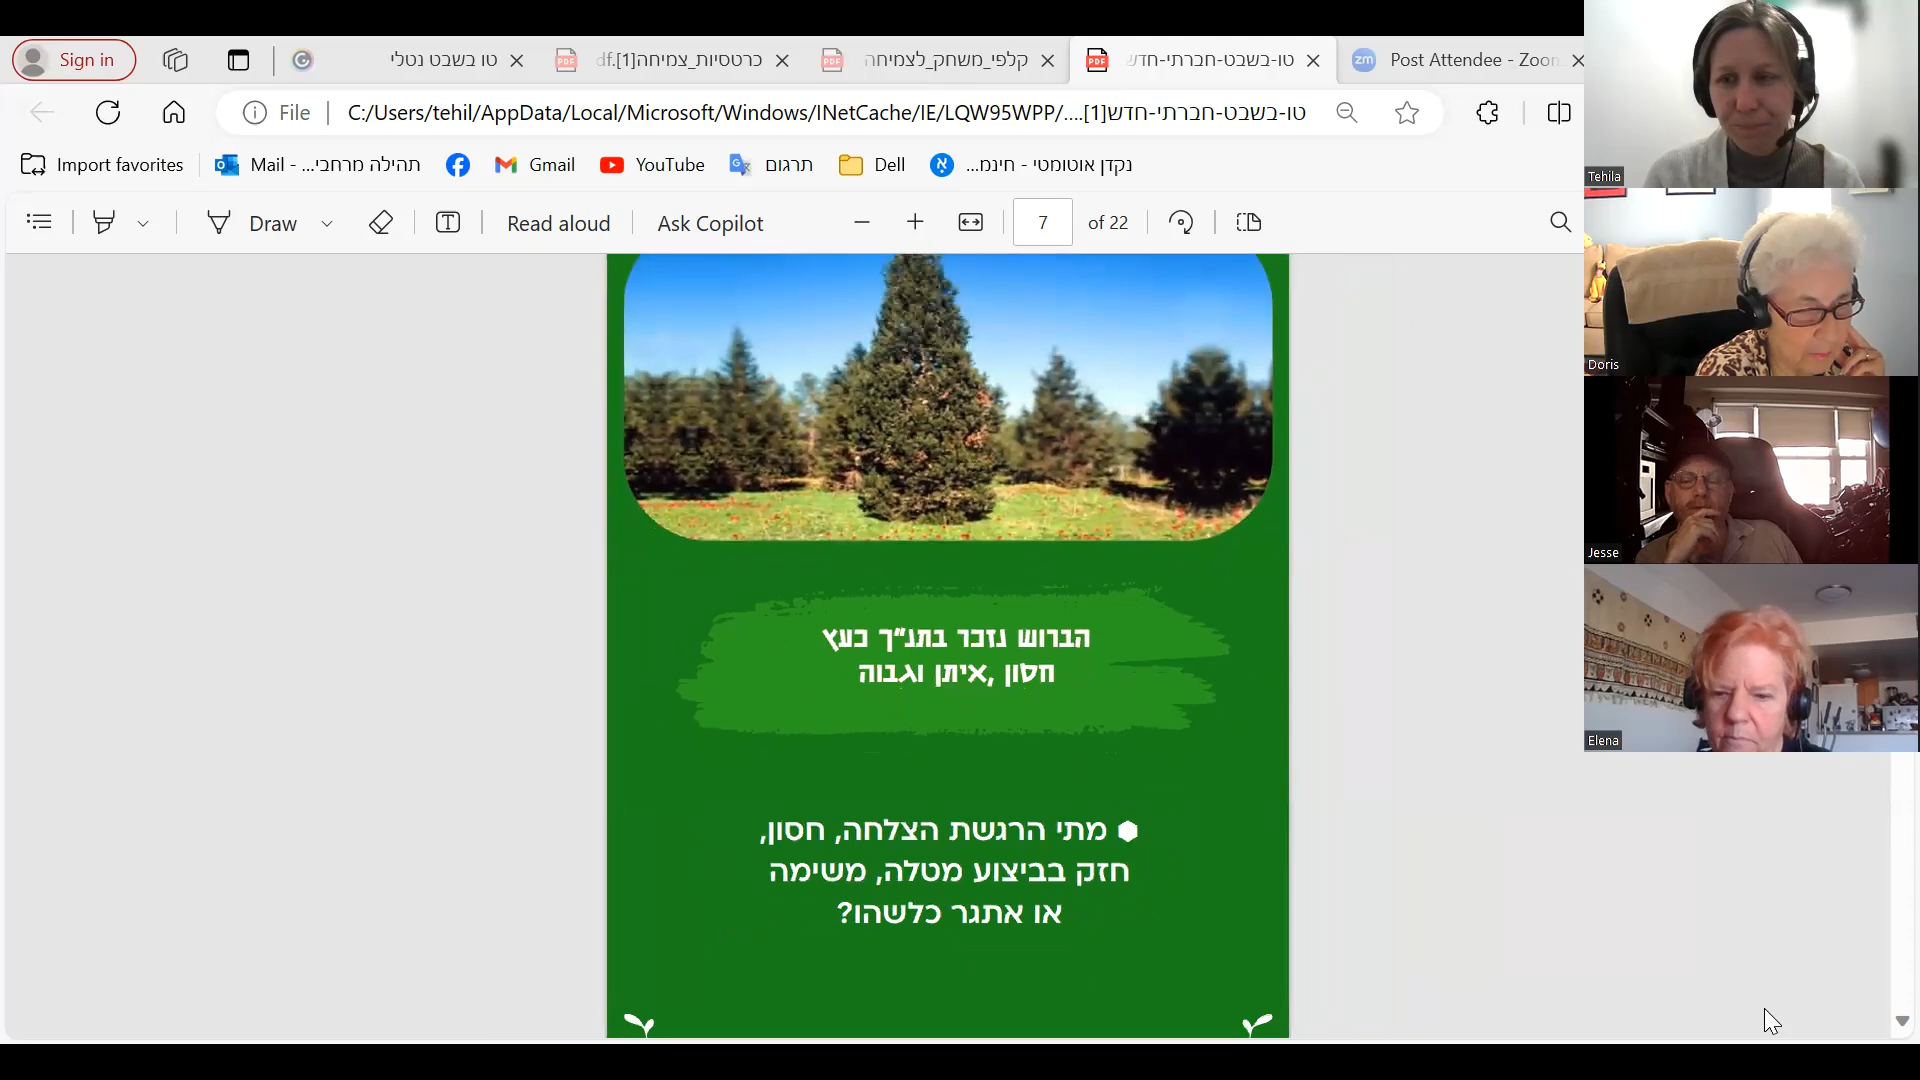 Sign in
טו בשבט נטלי
כרטסיות_צמיחה[1].df
קלפי_משחק_לצמיחה
טו-בשבט-חברתי-חדש
Post Attendee - Zoom
File
C:/Users/tehil/AppData/Local/Microsoft/Windows/INetCache/IE/LQW95WPP/....[1]טו-בשבט-חברתי-חדש
Import favorites
Mail - ...תהילה מרחבי
Gmail
YouTube
תרגום
Dell
נקדן אוטומטי - חינמ...
Draw
Read aloud
Ask Copilot
7 of 22
הברוש נזכר בתנ"ך כעץ
חסון ,איתן וגבוה
מתי הרגשת הצלחה, חסון,
חזק בביצוע מטלה, משימה
או אתגר כלשהו?
Tehila
Doris
Jesse
Elena